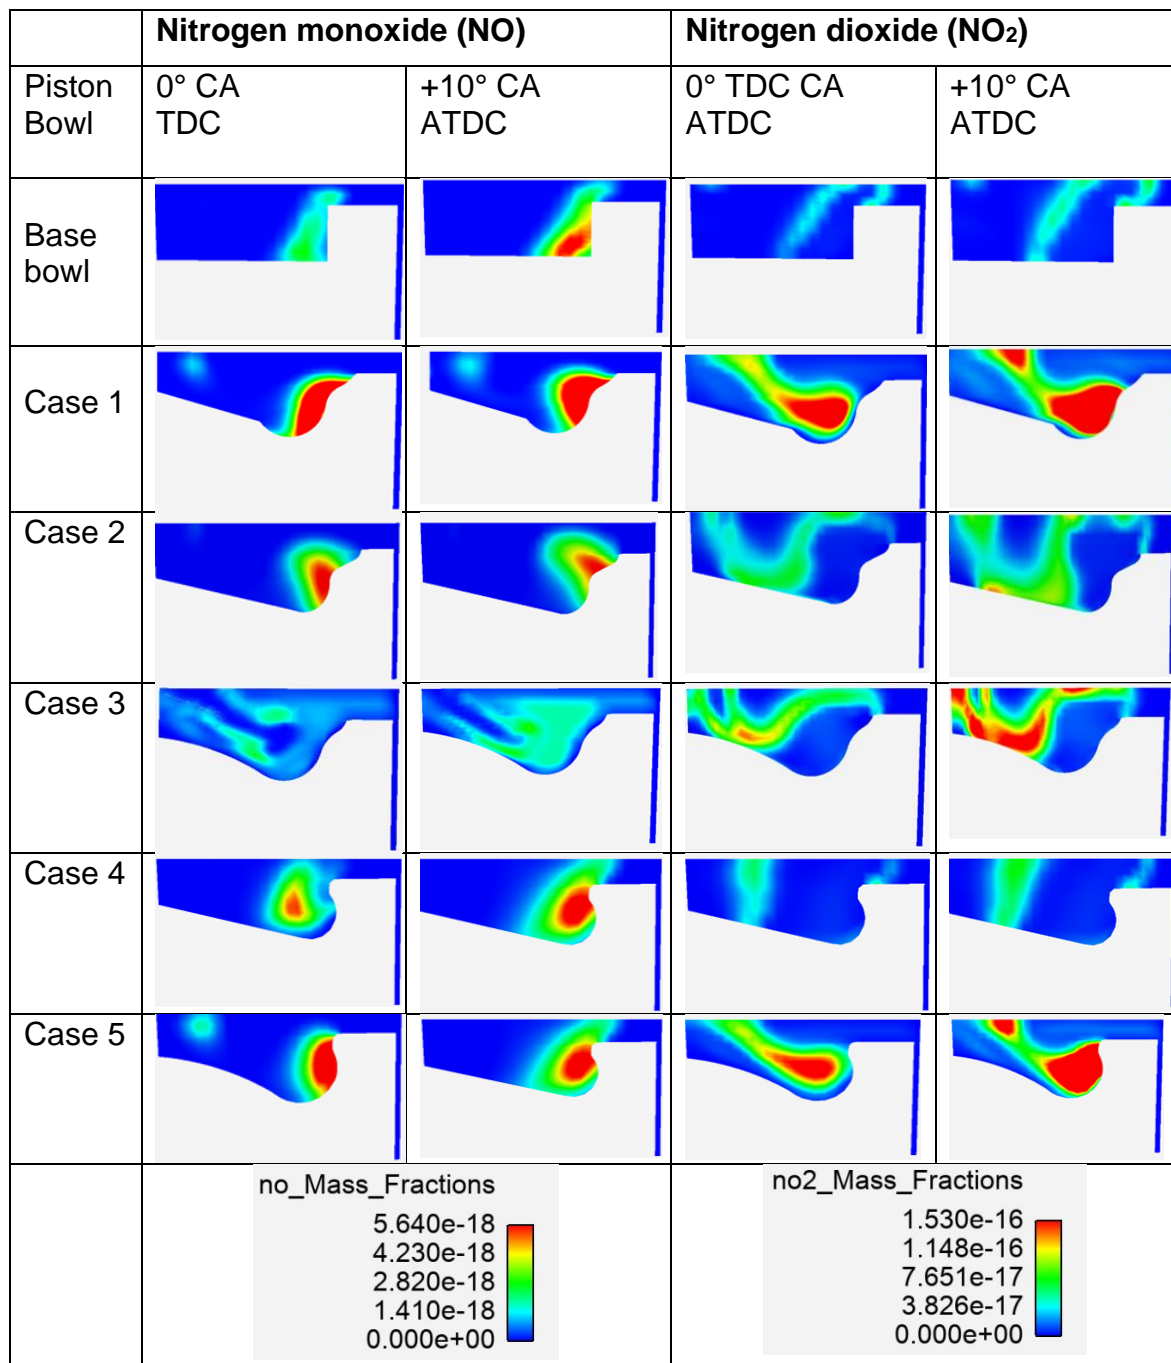 Nitrogen monoxide (NO)
Nitrogen dioxide (NO₂)
Piston
Bowl
0° CA
TDC
+10° CA
ATDC
0° TDC CA
ATDC
+10° CA
ATDC
Base
bowl
Case 1
Case 2
Case 3
Case 4
Case 5
no_Mass_Fractions
5.640e-18
4.230e-18
2.820e-18
1.410e-18
0.000e+00
no2_Mass_Fractions
1.530e-16
1.148e-16
7.651e-17
3.826e-17
0.000e+00